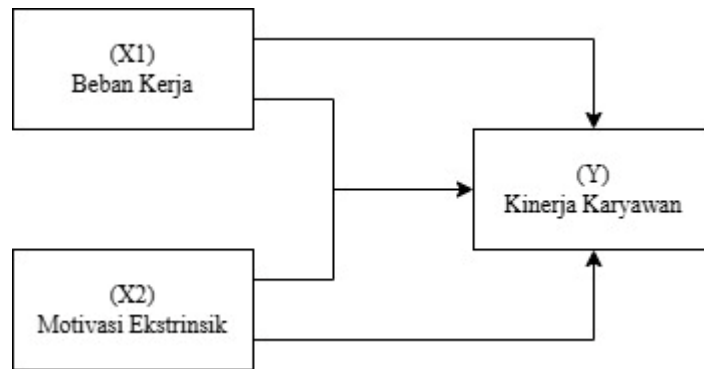 (X1)
Beban Kerja
(Y)
Kinerja Karyawan
(X2)
Motivasi Ekstrinsik